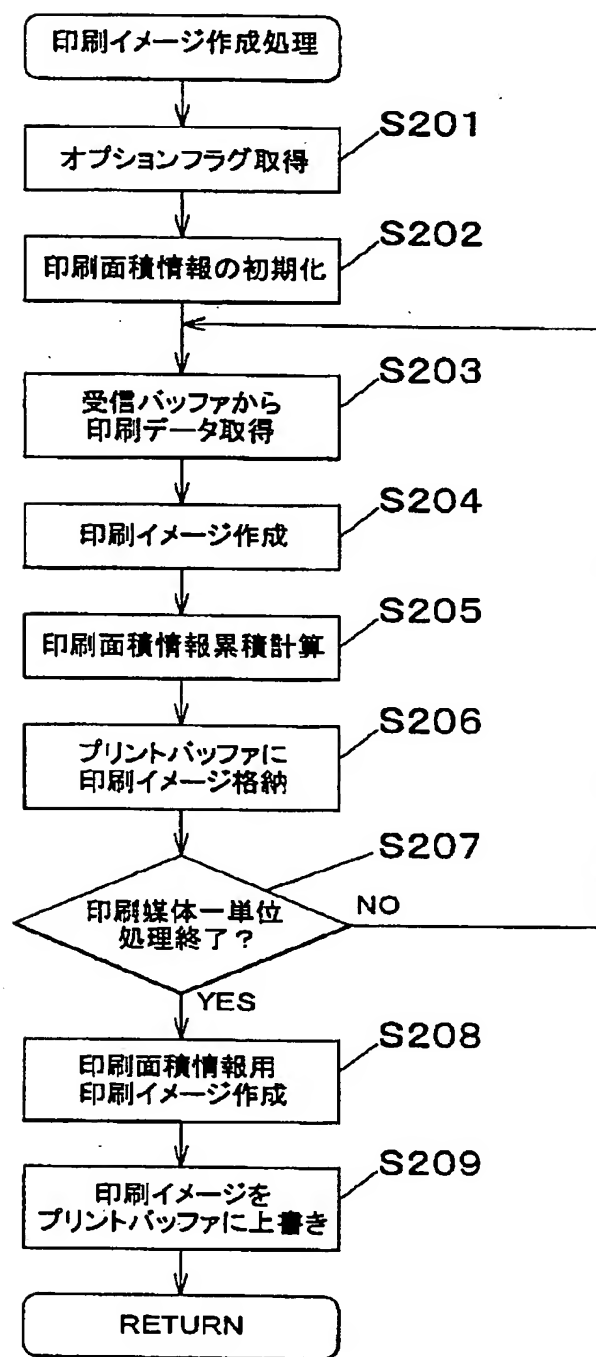 印刷イメージ作成処理
S201
オプションフラグ取得
S202
印刷面積情報の初期化
S203
受信バッファから
印刷データ取得
S204
印刷イメージ作成
S205
印刷面積情報累積計算
S206
プリントバッファに
印刷イメージ格納
S207
印刷媒体一単位
処理終了？
NO
YES
S208
印刷面積情報用
印刷イメージ作成
S209
印刷イメージを
プリントバッファに上書き
RETURN